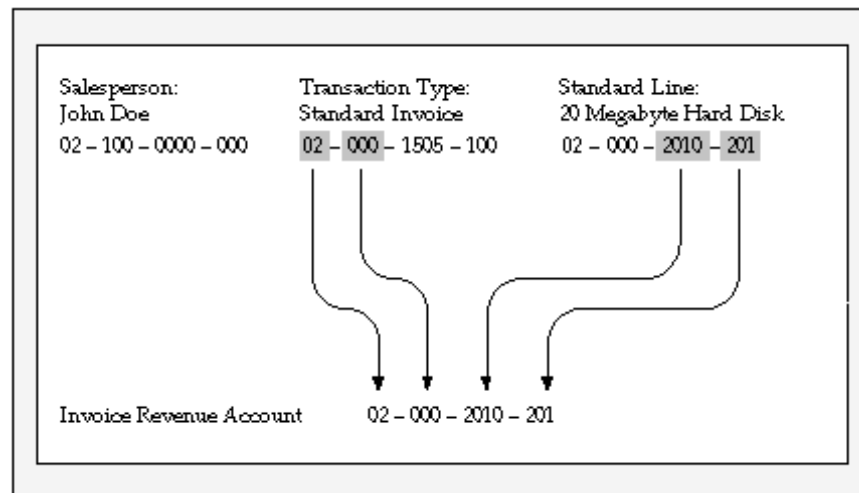 Salesperson:
John Doe
02 – 100 – 0000 – 000
Transaction Type:
Standard Invoice
02 – 000 – 1505 – 100
Standard Line:
20 Megabyte Hard Disk
02 – 000 – 2010 – 201
Invoice Revenue Account 02 – 000 – 2010 – 201